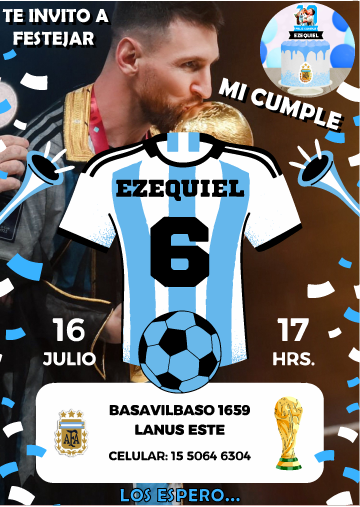 TE INVITO A
FESTEJAR
EZEQUIEL
MI CUMPLE
EZEQUIEL
6
16
JULIO
17
HRS.
AFA
BASAVILBASO 1659
LANUS ESTE
CELULAR: 15 5064 6304
LOS ESPERO...